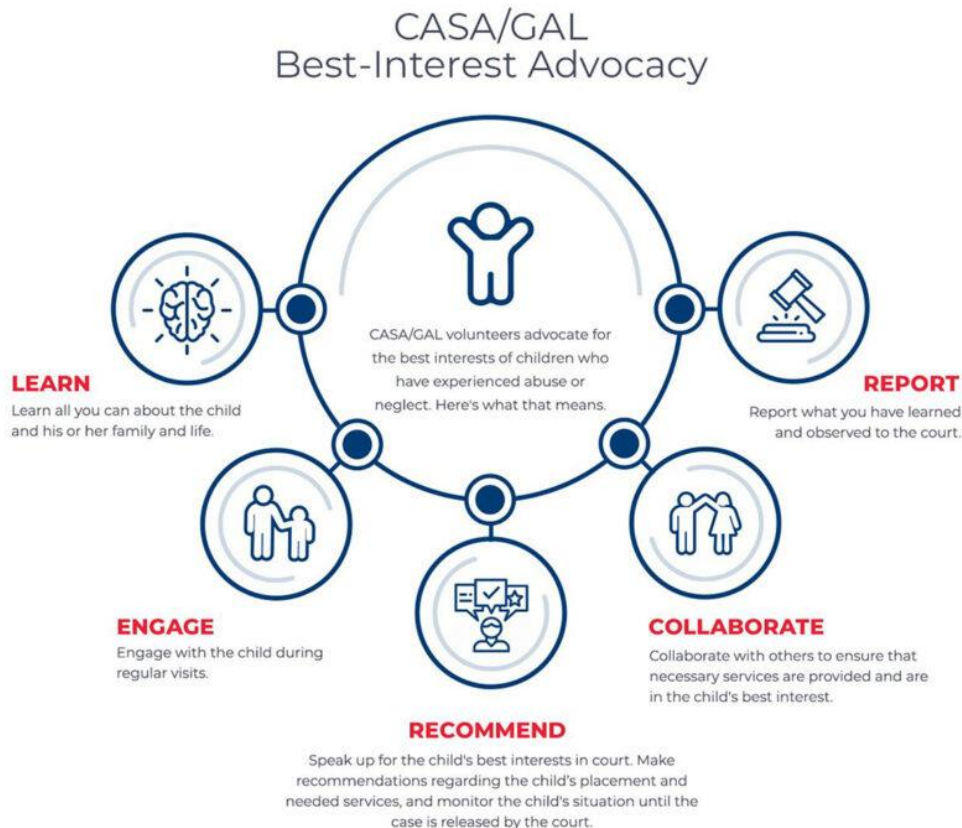 CASA/GAL
Best-Interest Advocacy
CASA/GAL volunteers advocate for
the best interests of children who
have experienced abuse or
neglect. Here's what that means.
LEARN
Learn all you can about the child
and his or her family and life.
ENGAGE
Engage with the child during
regular visits.
RECOMMEND
Speak up for the child's best interests in court. Make
recommendations regarding the child's placement and
needed services, and monitor the child's situation until the
case is released by the court.
COLLABORATE
Collaborate with others to ensure that
necessary services are provided and are
in the child's best interest.
REPORT
Report what you have learned
and observed to the court.